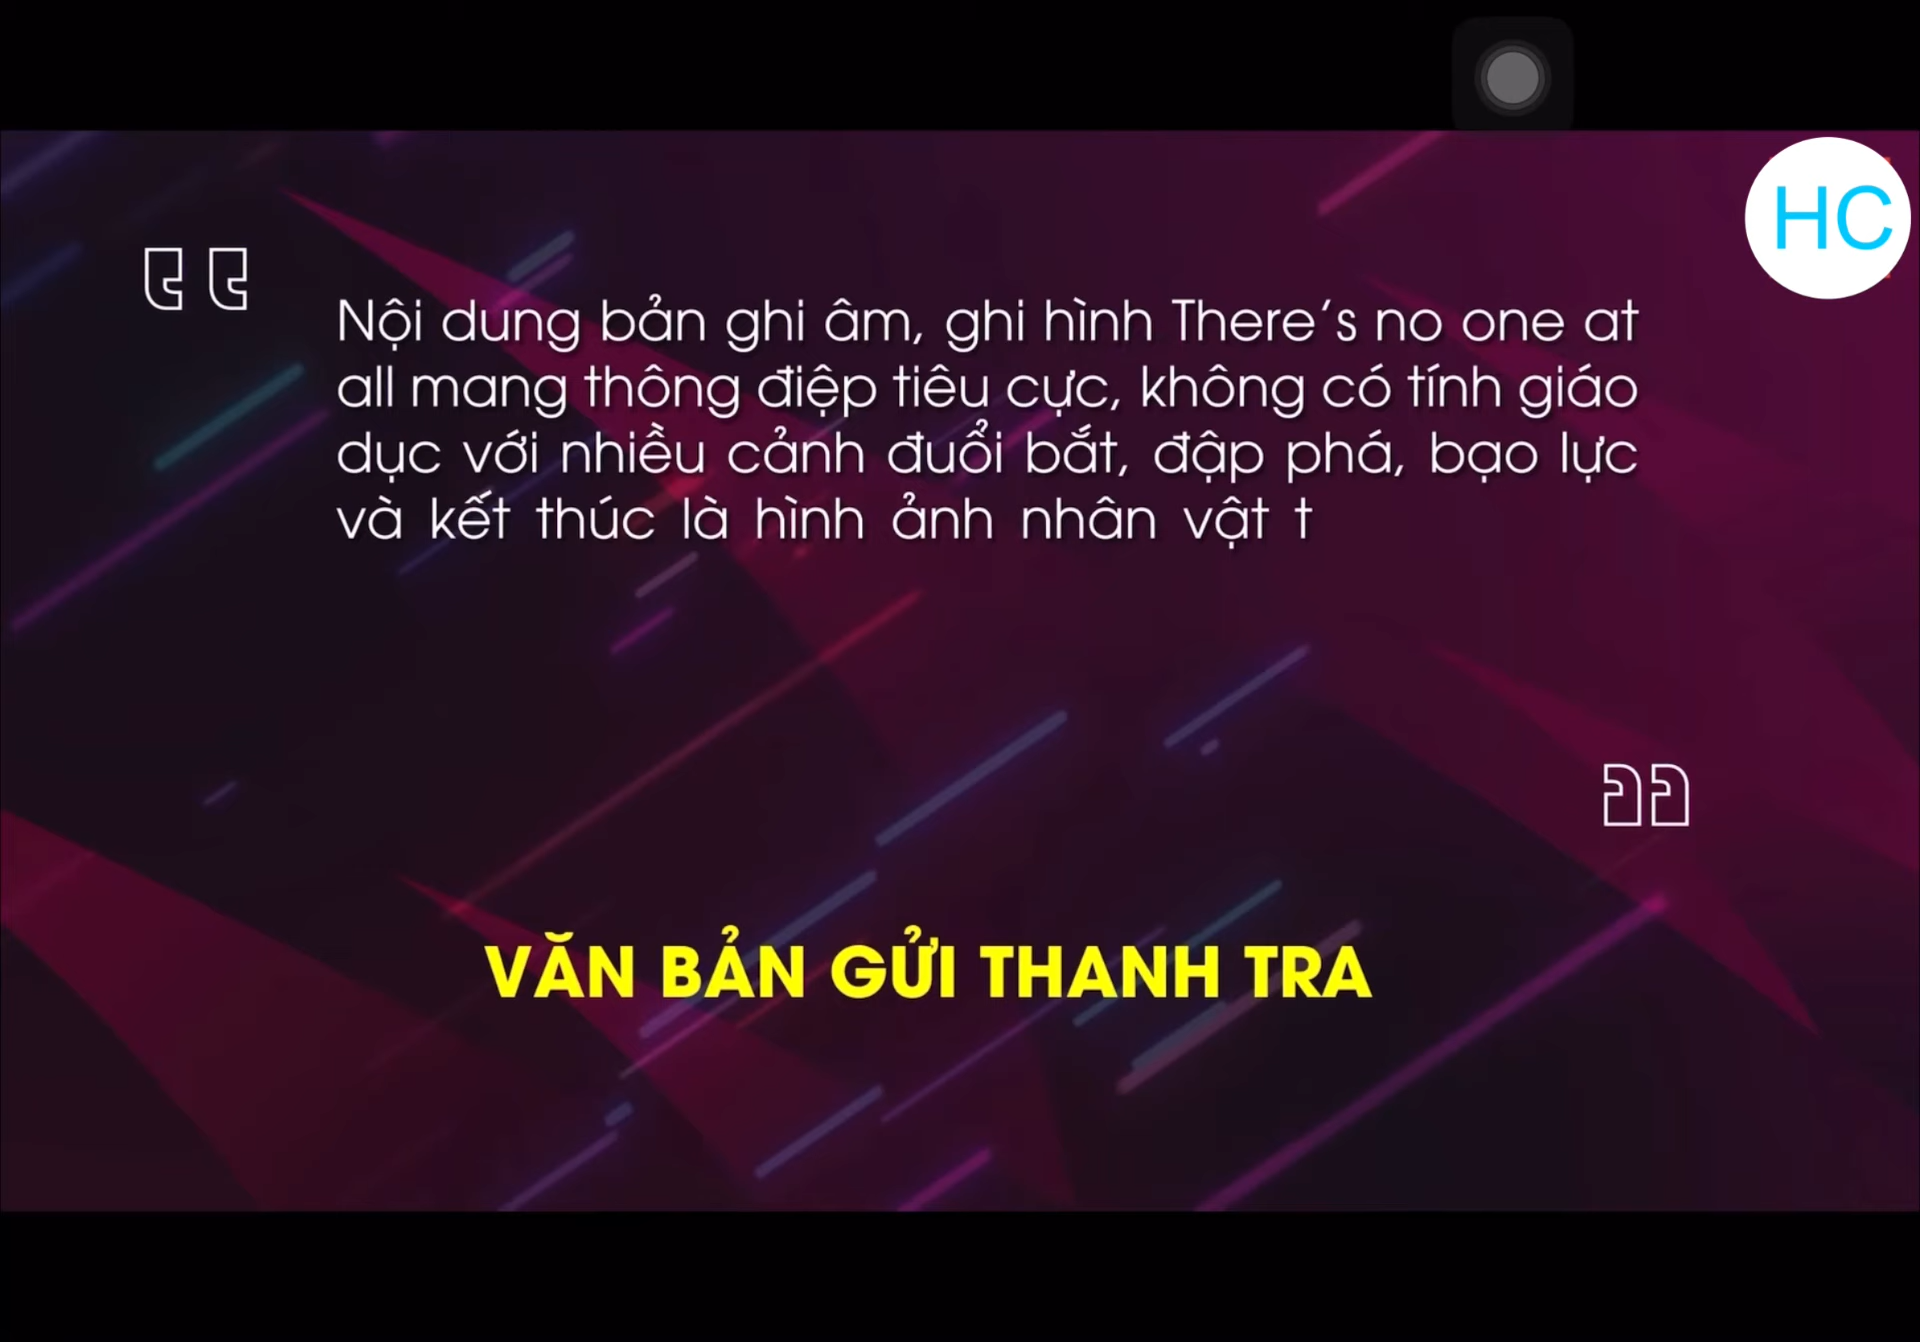 HC
Nội dung bản ghi âm, ghi hình There‘s no one at
all mang thông điệp tiêu cực, không có tính giáo
dục với nhiều cảnh đuổi bắt, đập phá, bạo lực
và kết thúc là hình ảnh nhân vật t
VĂN BẢN GỬI THANH TRA